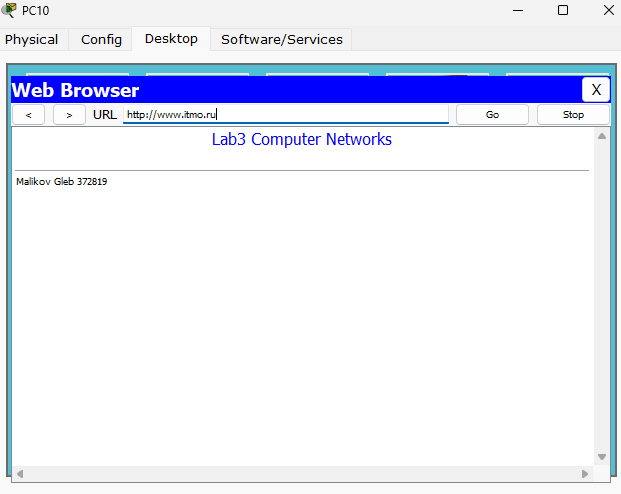 PC10
Physical Config Desktop Software/Services
Web Browser X
< > URL http://www.itmo.ru Go Stop
Lab3 Computer Networks
Malikov Gleb 372819